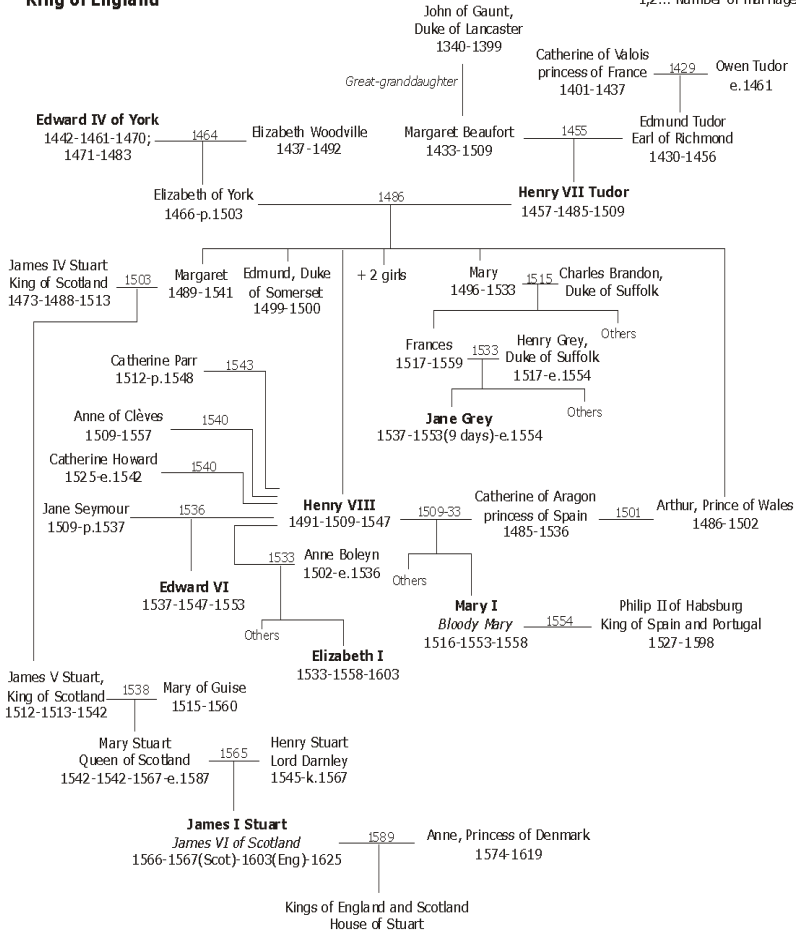 King of England
1,2... Number of marriage
John of Gaunt,
Duke of Lancaster
1340-1399
Great-granddaughter
Catherine of Valois
princess of France
1401-1437
1429
Owen Tudor
e.1461
Edward IV of York
1442-1461-1470;
1471-1483
1464
Elizabeth Woodville
1437-1492
Margaret Beaufort
1433-1509
1455
Edmund Tudor
Earl of Richmond
1430-1456
Elizabeth of York
1466-p.1503
1486
Henry VII Tudor
1457-1485-1509
James IV Stuart
King of Scotland
1473-1488-1513
1503
Margaret
1489-1541
Edmund, Duke
of Somerset
1499-1500
+ 2 girls
Mary
1496-1533
1515
Charles Brandon,
Duke of Suffolk
Others
Frances
1517-1559
1533
Henry Grey,
Duke of Suffolk
1517-e.1554
Others
Jane Grey
1537-1553(9 days)-e.1554
Catherine Parr
1512-p.1548
1543
Anne of Clèves
1509-1557
1540
Catherine Howard
1525-e.1542
1540
Jane Seymour
1509-p.1537
1536
Henry VIII
1491-1509-1547
1509-33
Catherine of Aragon
princess of Spain
1485-1536
1501
Arthur, Prince of Wales
1486-1502
Edward VI
1537-1547-1553
1533
Anne Boleyn
1502-e.1536
Others
Others
Elizabeth I
1533-1558-1603
Mary I
Bloody Mary
1516-1553-1558
1554
Philip II of Habsburg
King of Spain and Portugal
1527-1598
James V Stuart,
King of Scotland
1512-1513-1542
1538
Mary of Guise
1515-1560
Mary Stuart
Queen of Scotland
1542-1542-1567-e.1587
1565
Henry Stuart
Lord Darnley
1545-k.1567
James I Stuart
James VI of Scotland
1566-1567(Scot)-1603(Eng)-1625
1589
Anne, Princess of Denmark
1574-1619
Kings of England and Scotland
House of Stuart